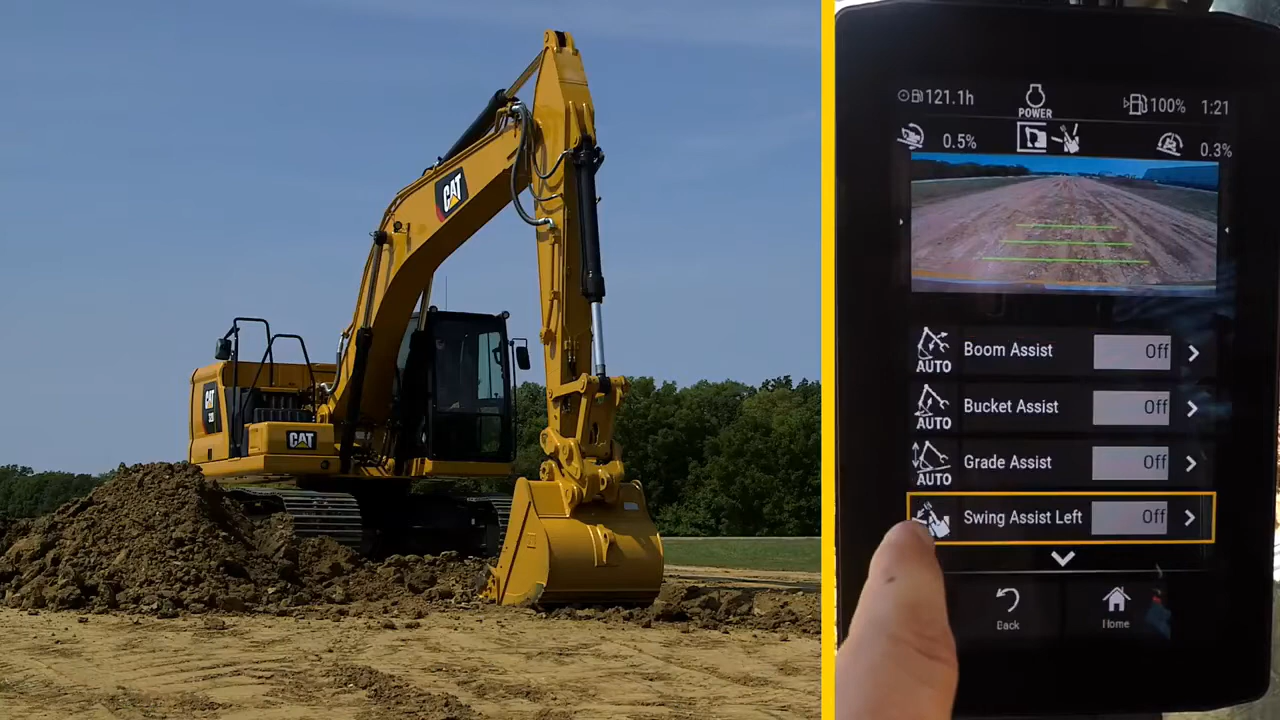 CAT
CAT
CAT
121.1h
POWER
100%
1:21
0.5%
0.3%
AUTO
Boom Assist
Off
AUTO
Bucket Assist
Off
AUTO
Grade Assist
Off
Swing Assist Left
Off
Back
Home